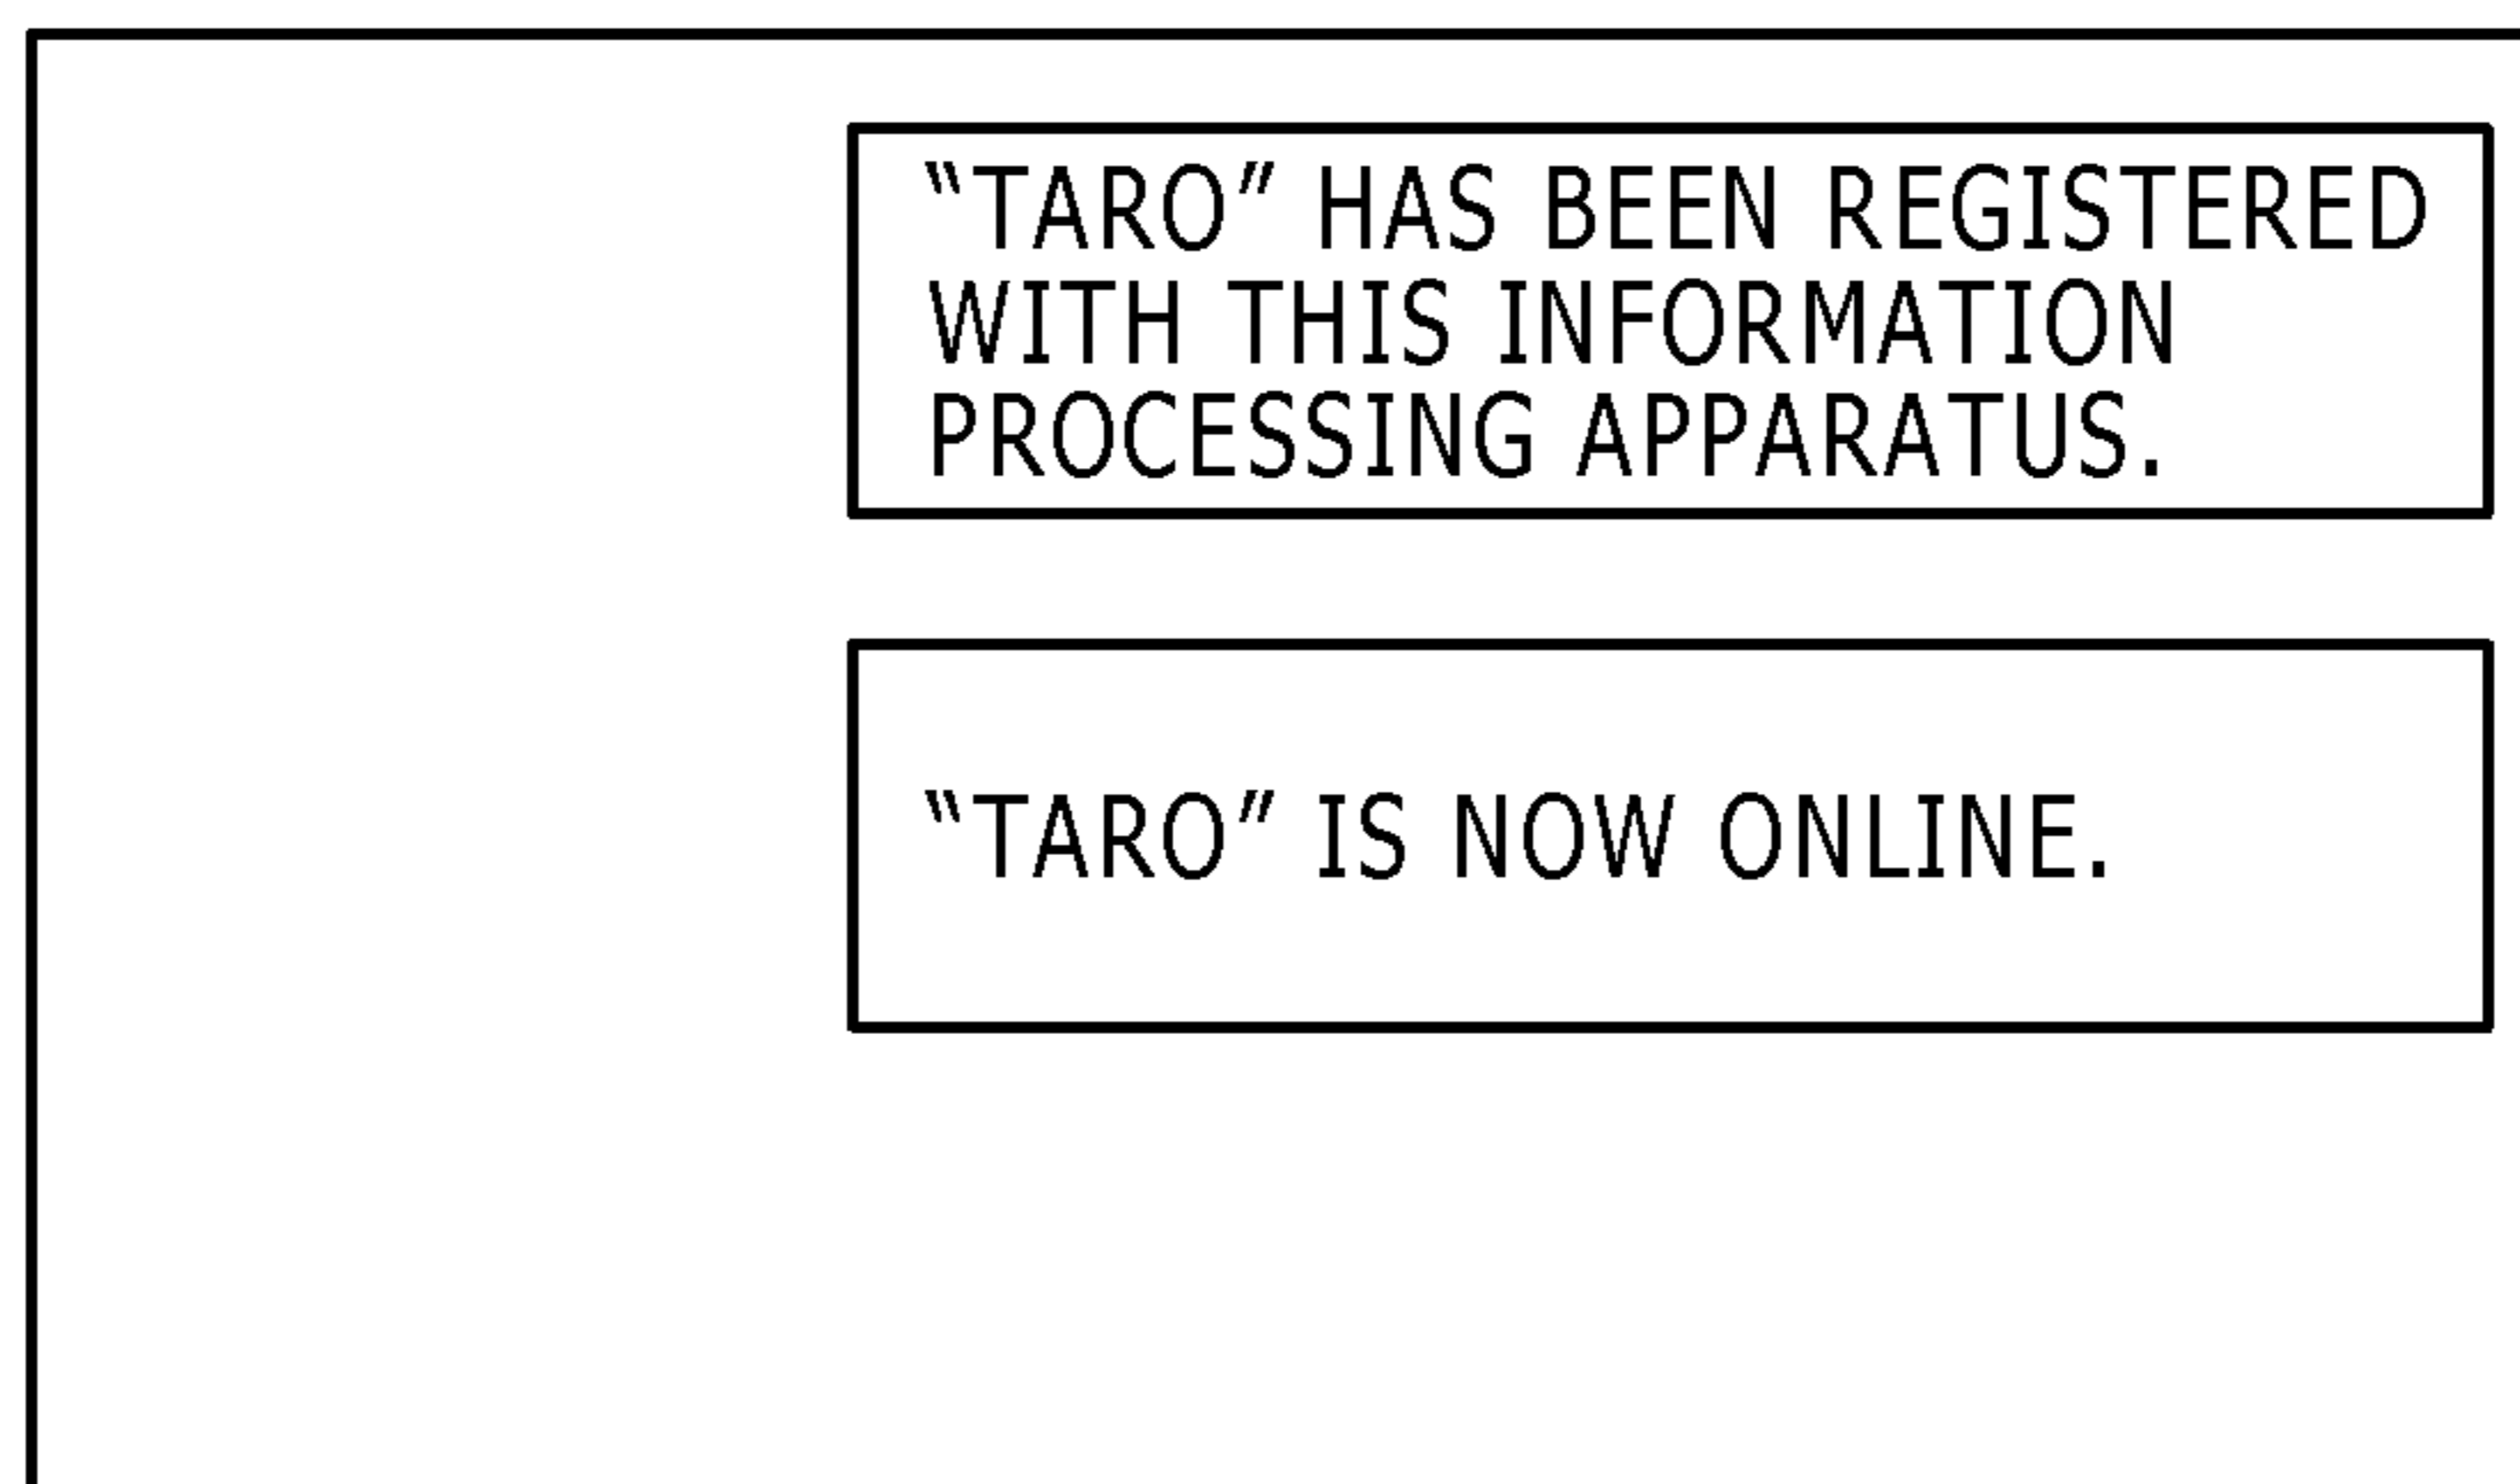 “TARO” HAS BEEN REGISTERED
WITH THIS INFORMATION
PROCESSING APPARATUS.
“TARO” IS NOW ONLINE.